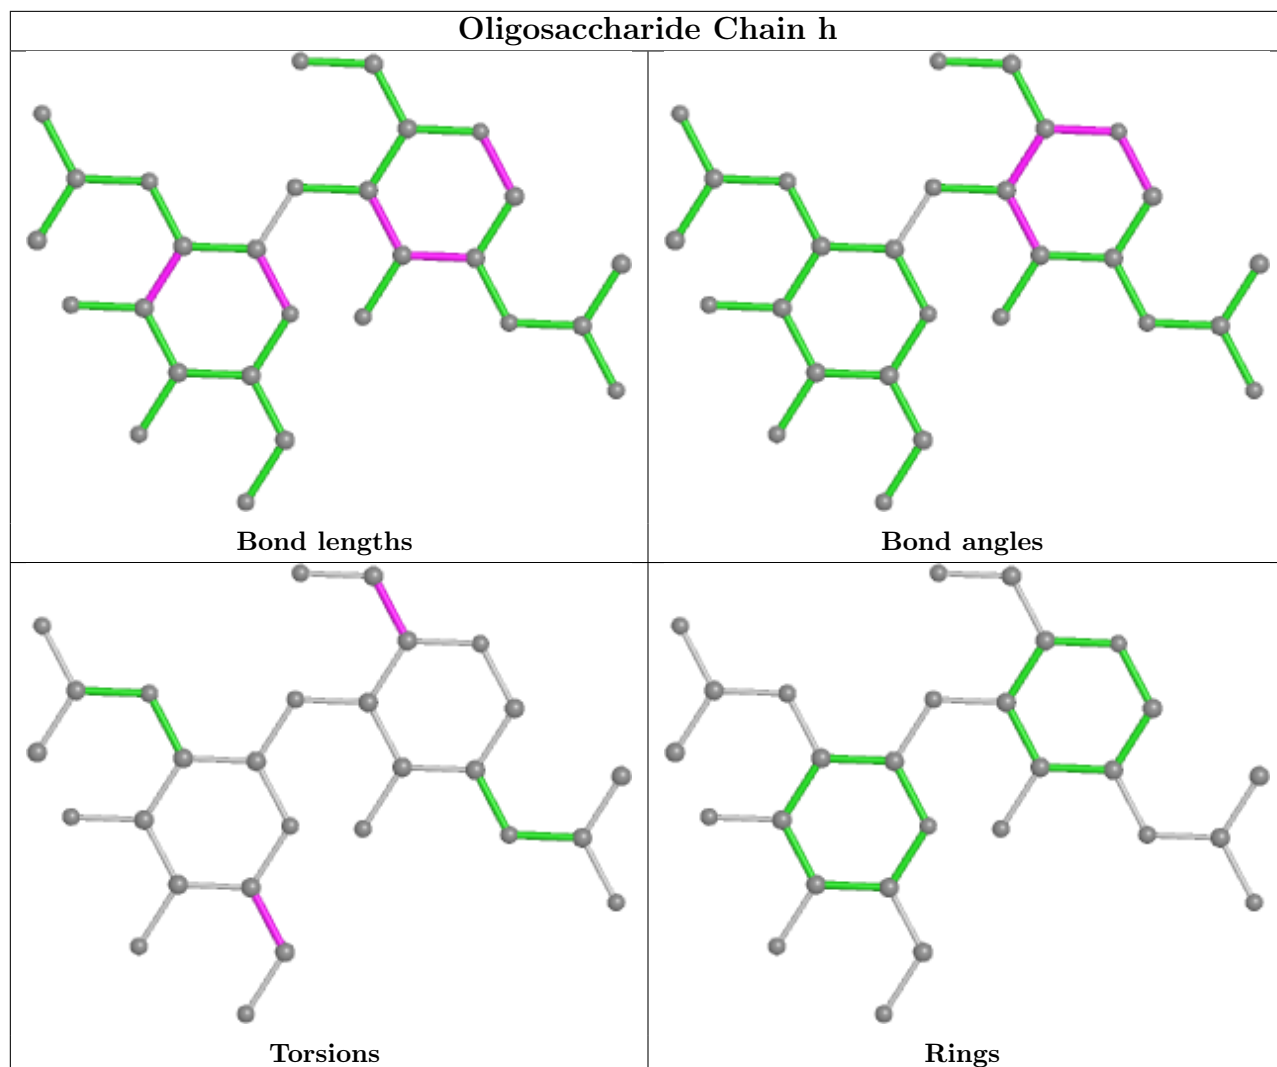 Oligosaccharide Chain h
Bond lengths
Bond angles
Torsions
Rings